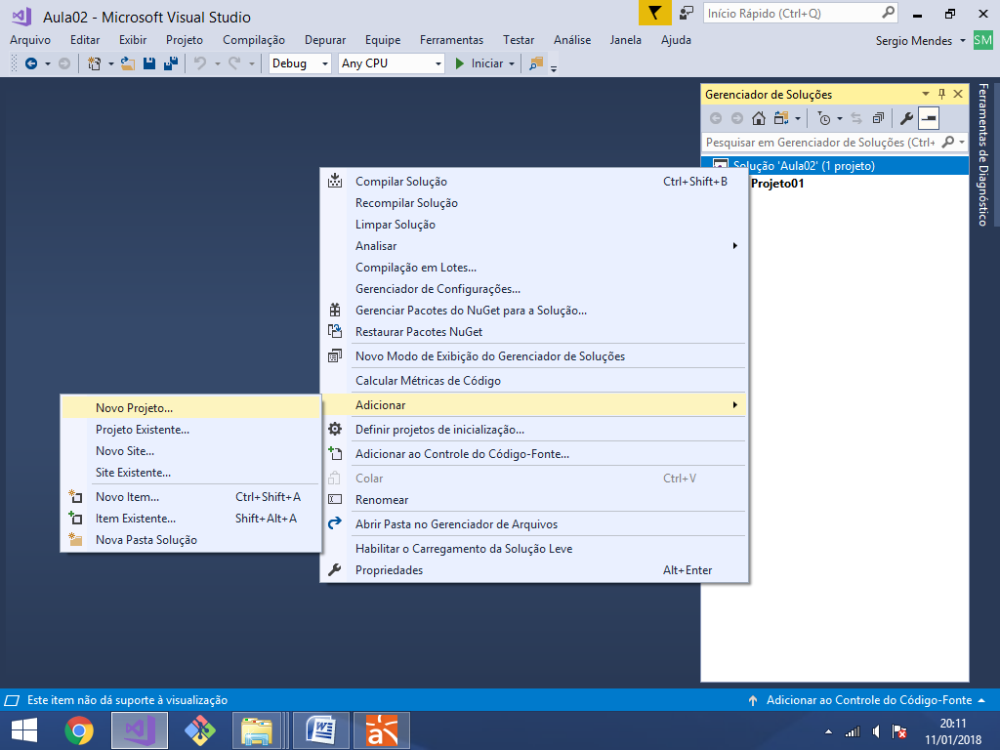 Aula02 - Microsoft Visual Studio
Início Rápido (Ctrl+Q)
Arquivo Editar Exibir Projeto Compilação Depurar Equipe Ferramentas Testar Análise Janela Ajuda
Sergio Mendes SM
Debug Any CPU Iniciar
Gerenciador de Soluções
Pesquisar em Gerenciador de Soluções (Ctrl+
Solução 'Aula02' (1 projeto)
Projeto01
Ferramentas de Diagnóstico
Compilar Solução Ctrl+Shift+B
Recompilar Solução
Limpar Solução
Analisar
Compilação em Lotes...
Gerenciador de Configurações...
Gerenciar Pacotes do NuGet para a Solução...
Restaurar Pacotes NuGet
Novo Modo de Exibição do Gerenciador de Soluções
Calcular Métricas de Código
Adicionar
Definir projetos de inicialização...
Adicionar ao Controle do Código-Fonte...
Colar Ctrl+V
Renomear
Abrir Pasta no Gerenciador de Arquivos
Habilitar o Carregamento da Solução Leve
Propriedades Alt+Enter
Novo Projeto...
Projeto Existente...
Novo Site...
Site Existente...
Novo Item... Ctrl+Shift+A
Item Existente... Shift+Alt+A
Nova Pasta Solução
Este item não dá suporte à visualização
Adicionar ao Controle do Código-Fonte
20:11
11/01/2018